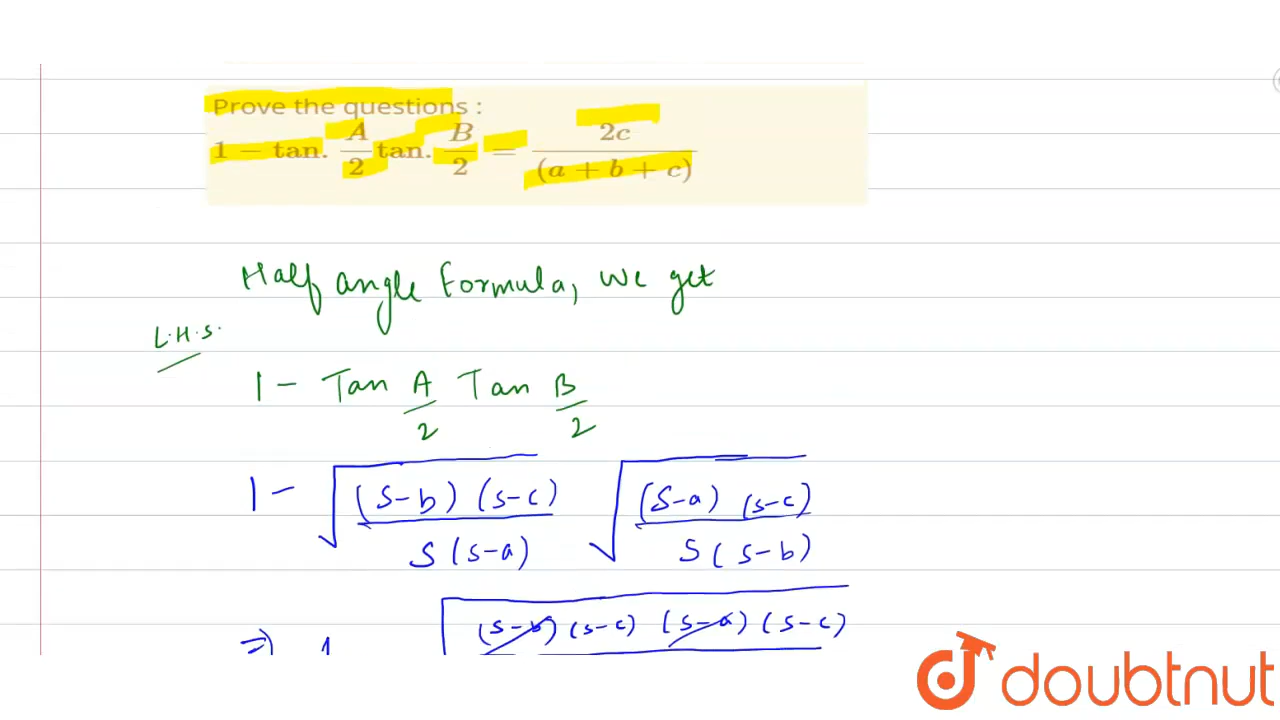 Prove the questions :
1 − tan. A/2 tan. B/2 = 2c/(a + b + c)
Half angle formula, we get
L.H.S.
1 − Tan A/2 Tan B/2
1 − √((s−b)(s−c)/s(s−a)) √((s−a)(s−c)/s(s−b))
⇒ 1 √(s−b)(s−c)(s−a)(s−c)
doubtnut